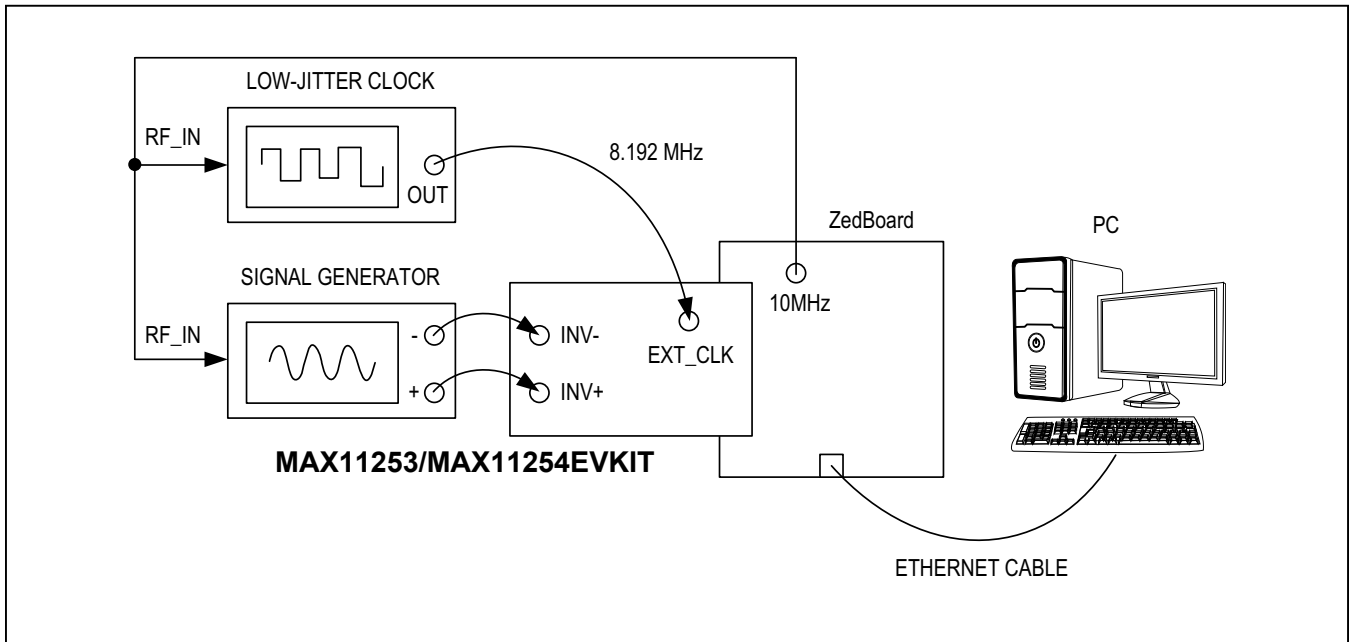 LOW-JITTER CLOCK
RF_IN
OUT
8.192 MHz
ZedBoard
PC
10MHz
SIGNAL GENERATOR
RF_IN
-
INV-
EXT_CLK
+
INV+
MAX11253/MAX11254EVKIT
ETHERNET CABLE